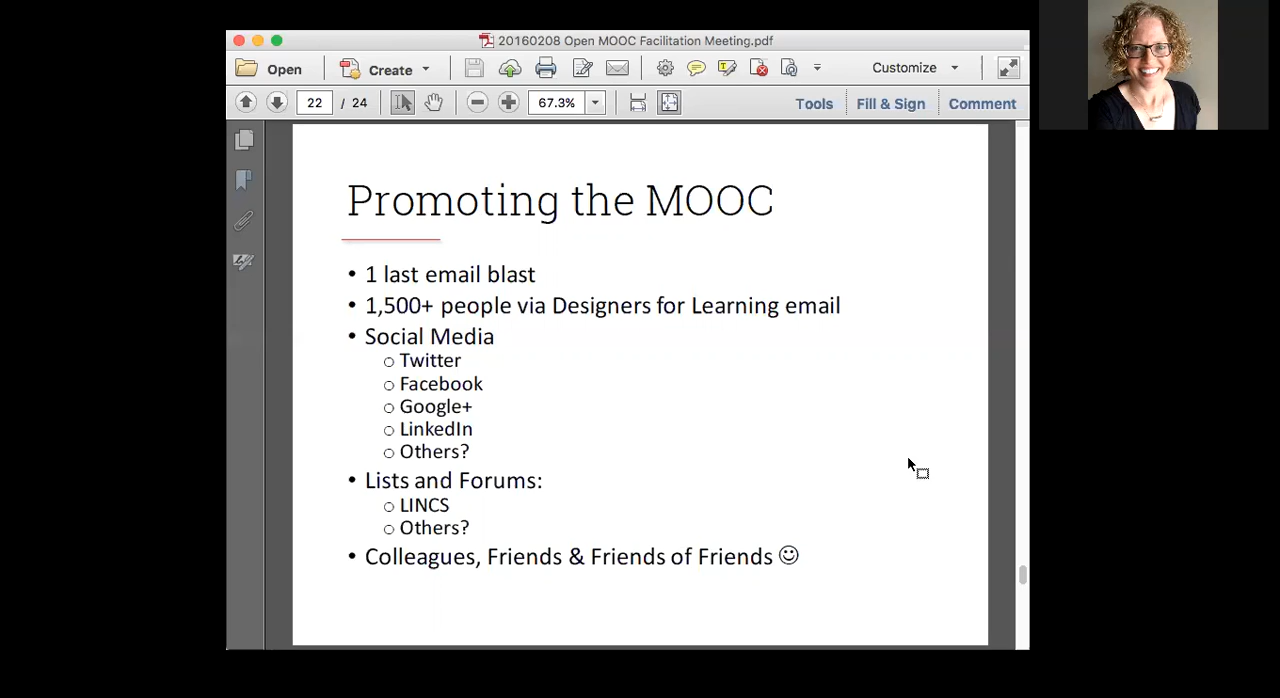 20160208 Open MOOC Facilitation Meeting.pdf
Open Create Customize
22 / 24 67.3% Tools Fill & Sign Comment
Promoting the MOOC
• 1 last email blast
• 1,500+ people via Designers for Learning email
• Social Media
○ Twitter
○ Facebook
○ Google+
○ LinkedIn
○ Others?
• Lists and Forums:
○ LINCS
○ Others?
• Colleagues, Friends & Friends of Friends ☺